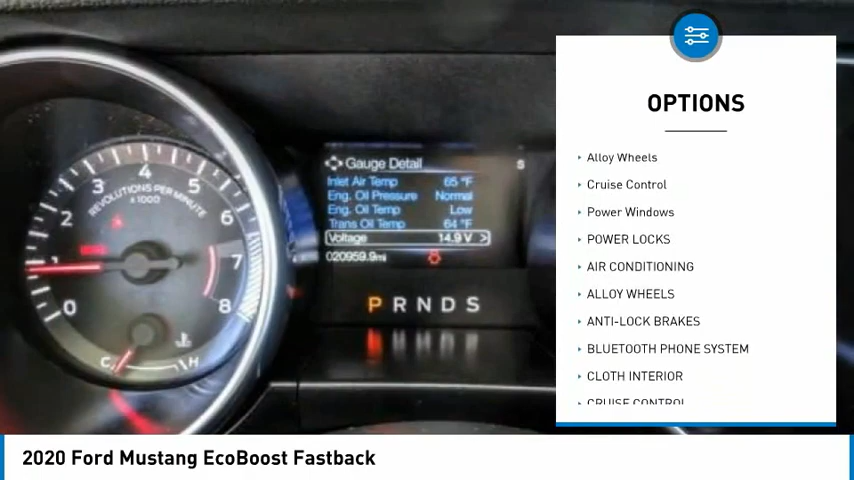 Gauge Detail
S
Inlet Air Temp 65 °F
Eng. Oil Pressure Normal
Eng. Oil Temp Low
Trans Oil Temp 64 °F
Voltage 14.9 V >
020959.9mi
P R N D S
0 1 2 3 4 5 6 7 8
REVOLUTIONS PER MINUTE
x1000
C H
OPTIONS
Alloy Wheels
Cruise Control
Power Windows
POWER LOCKS
AIR CONDITIONING
ALLOY WHEELS
ANTI-LOCK BRAKES
BLUETOOTH PHONE SYSTEM
CLOTH INTERIOR
CRUISE CONTROL
2020 Ford Mustang EcoBoost Fastback